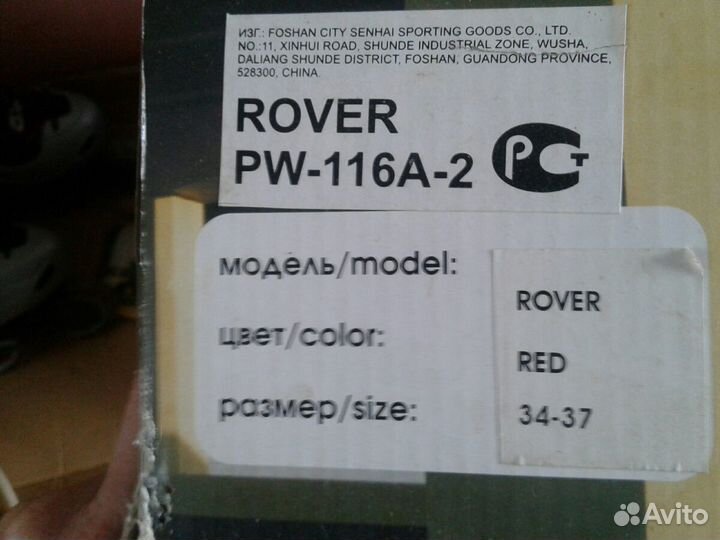 ИЗГ.: FOSHAN CITY SENHAI SPORTING GOODS CO., LTD.
NO.:11, XINHUI ROAD, SHUNDE INDUSTRIAL ZONE, WUSHA,
DALIANG SHUNDE DISTRICT, FOSHAN, GUANDONG PROVINCE,
528300, CHINA.
ROVER
PW-116A-2
РСТ
модель/model: ROVER
цвет/color: RED
размер/size: 34-37
Avito